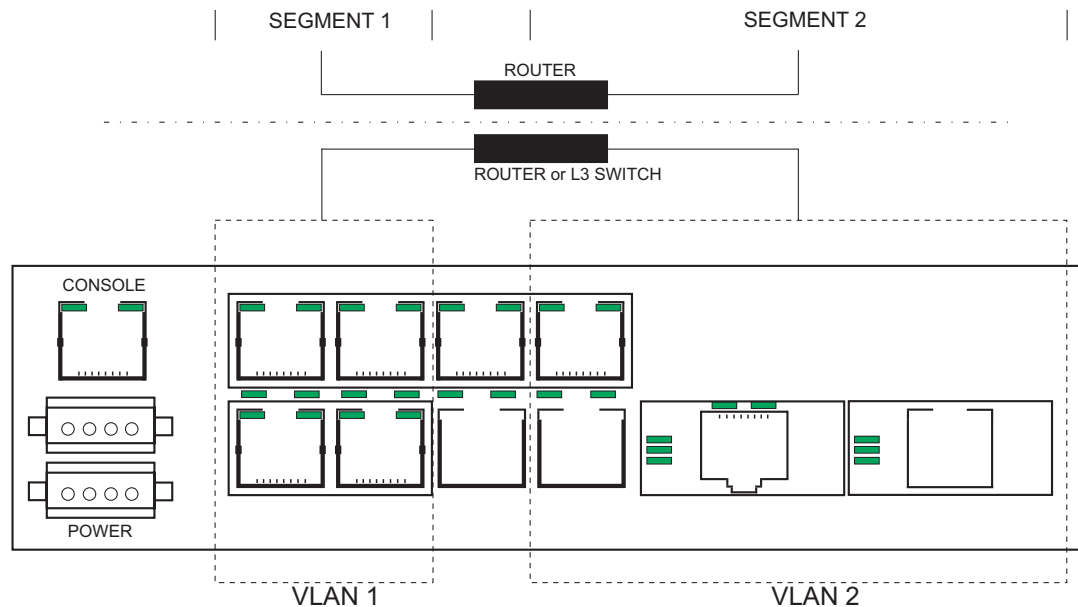 SEGMENT 1
SEGMENT 2
ROUTER
ROUTER or L3 SWITCH
CONSOLE
POWER
VLAN 1
VLAN 2